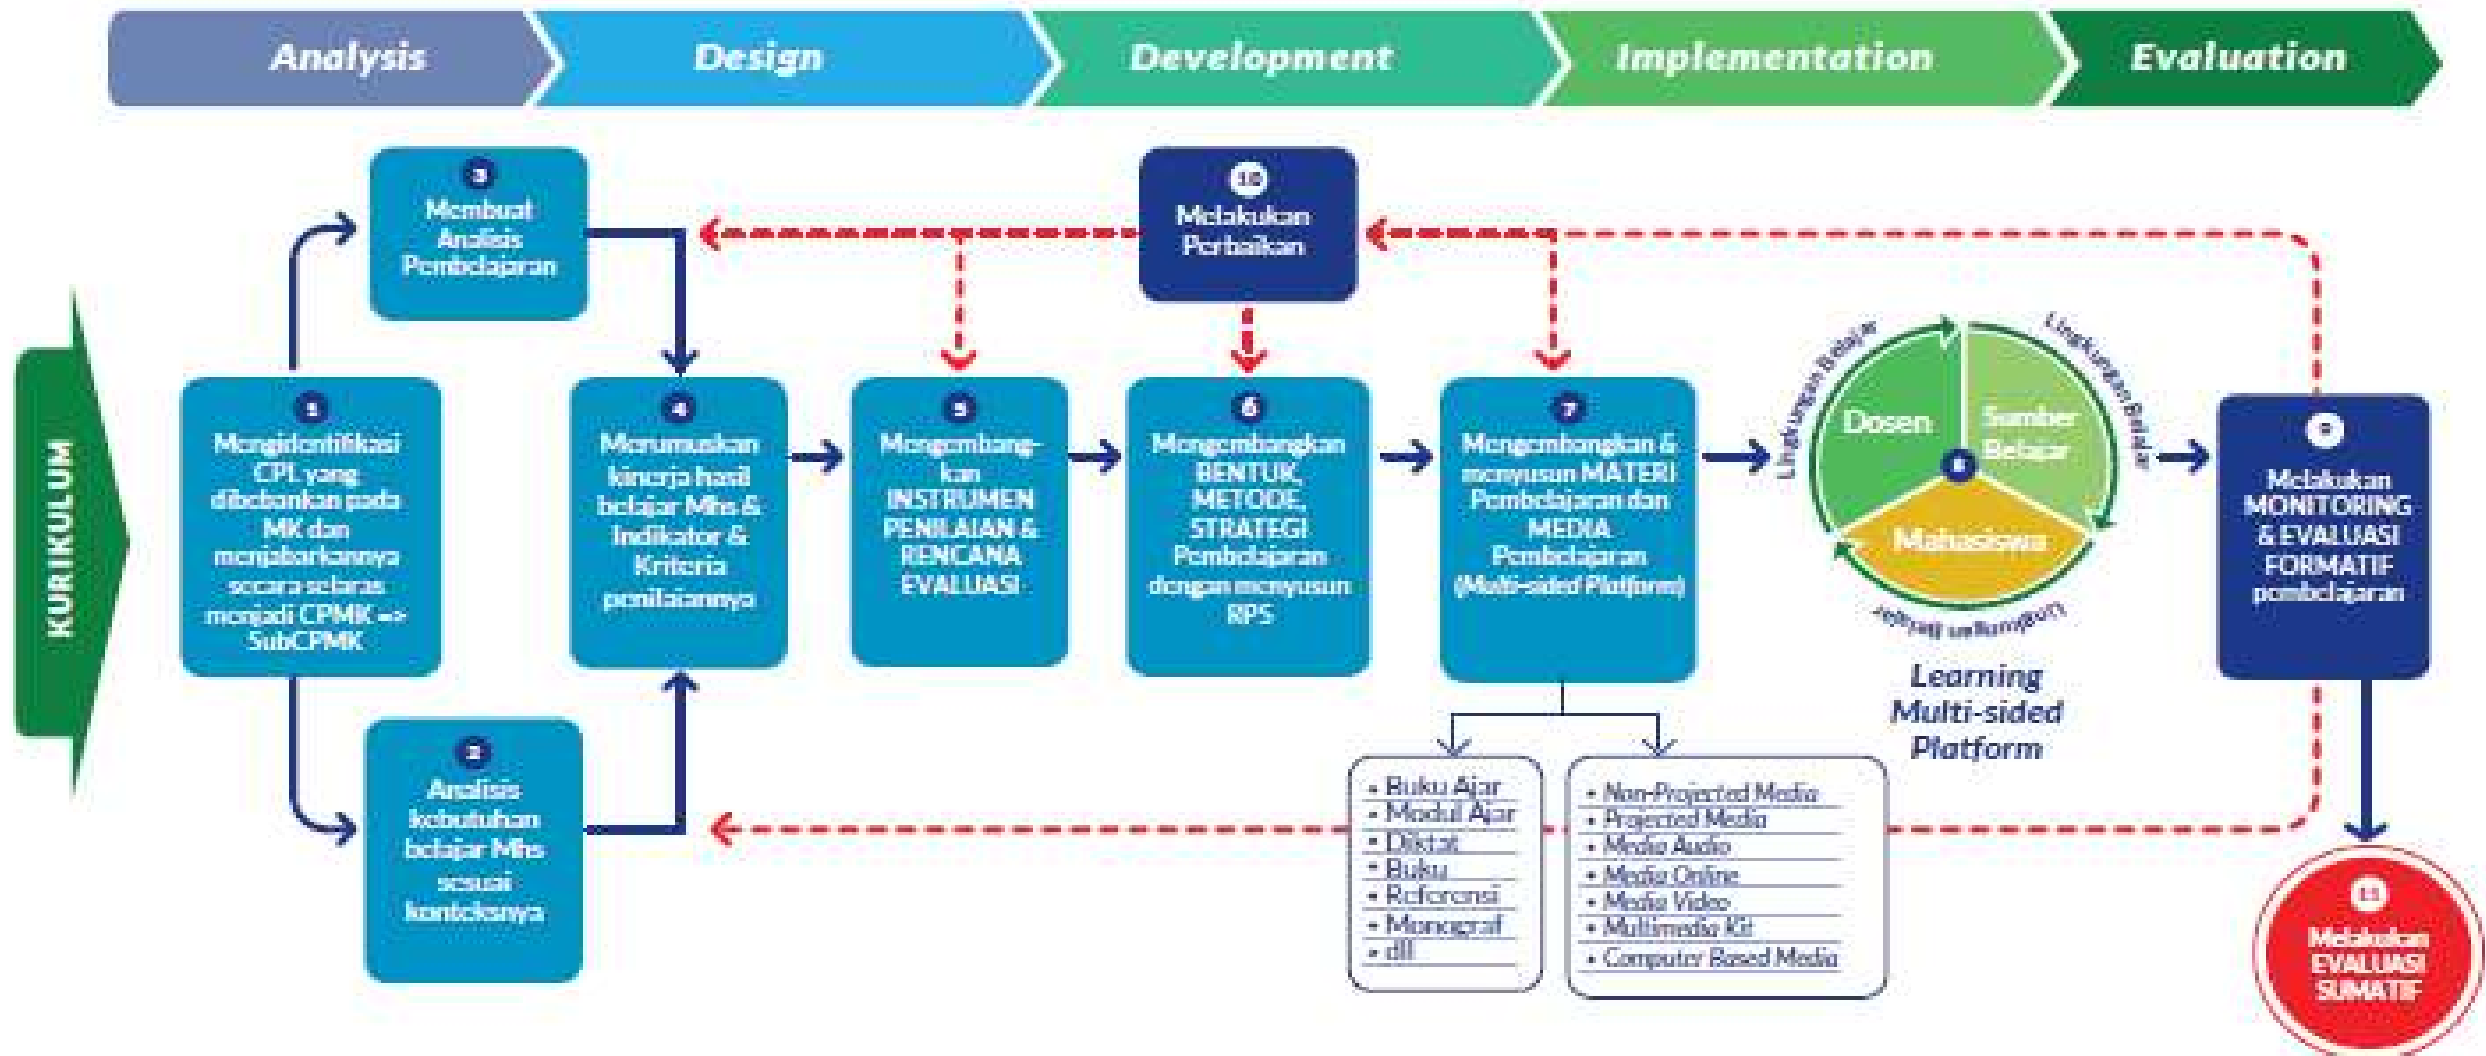 Analysis
Design
Development
Implementation
Evaluation
KURIKULUM
1
Mengidentifikasi
CPL yang
dibebankan pada
MK dan
menjabarkannya
secara selaras
menjadi CPMK =>
SubCPMK
2
Analisis
kebutuhan
belajar Mhs
sesuai
konteksnya
3
Membuat
Analisis
Pembelajaran
4
Merumuskan
kinerja hasil
belajar Mhs &
Indikator &
Kriteria
penilaiannya
5
Mengembang-
kan
INSTRUMEN
PENILAIAN &
RENCANA
EVALUASI
6
Mengembangkan
BENTUK,
METODE,
STRATEGI
Pembelajaran
dengan menyusun
RPS
7
Mengembangkan &
menyusun MATERI
Pembelajaran dan
MEDIA
Pembelajaran
(Multi-sided Platform)
• Buku Ajar
• Modul Ajar
• Diktat
• Buku
• Referensi
• Monograf
• dll
• Non-Projected Media
• Projected Media
• Media Audio
• Media Online
• Media Video
• Multimedia Kit
• Computer Based Media
8
Dosen
Sumber
Belajar
Mahasiswa
Lingkungan Belajar
Lingkungan Belajar
Lingkungan Belajar
Learning
Multi-sided
Platform
9
Melakukan
MONITORING
& EVALUASI
FORMATIF
pembelajaran
10
Melakukan
Perbaikan
11
Melakukan
EVALUASI
SUMATIF